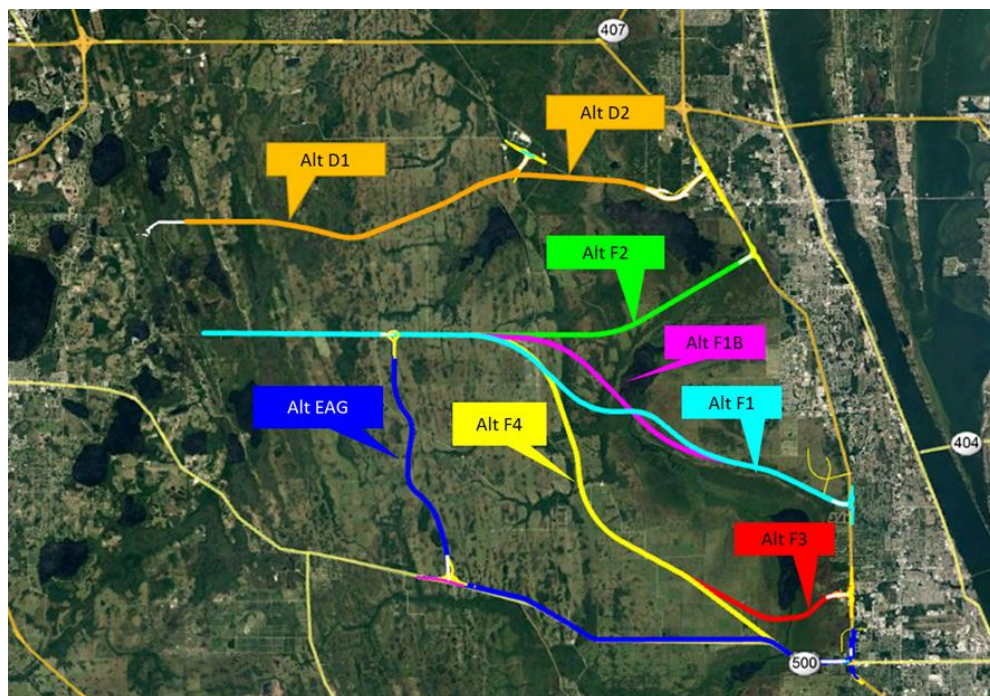 407
Alt D2
Alt D1
Alt F2
Alt F1B
Alt EAG
Alt F1
Alt F4
404
Alt F3
500